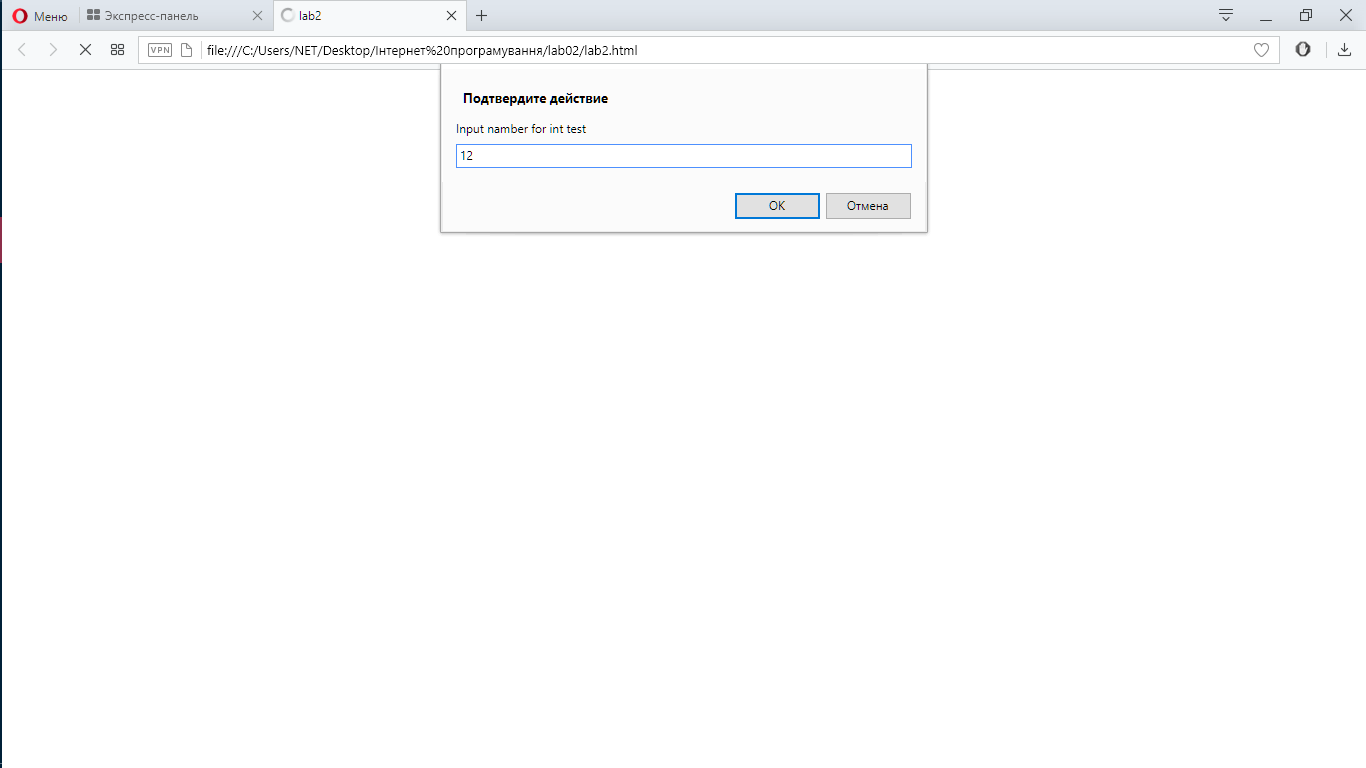 Меню
Экспресс-панель
lab2
VPN
file:///C:/Users/NET/Desktop/Інтернет%20програмування/lab02/lab2.html
Подтвердите действие
Input namber for int test
12
ОК
Отмена